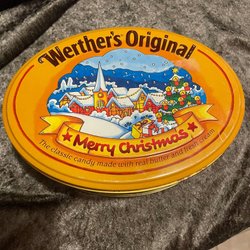 Werther's Original
Merry Christmas
The classic candy made with real butter and fresh cream